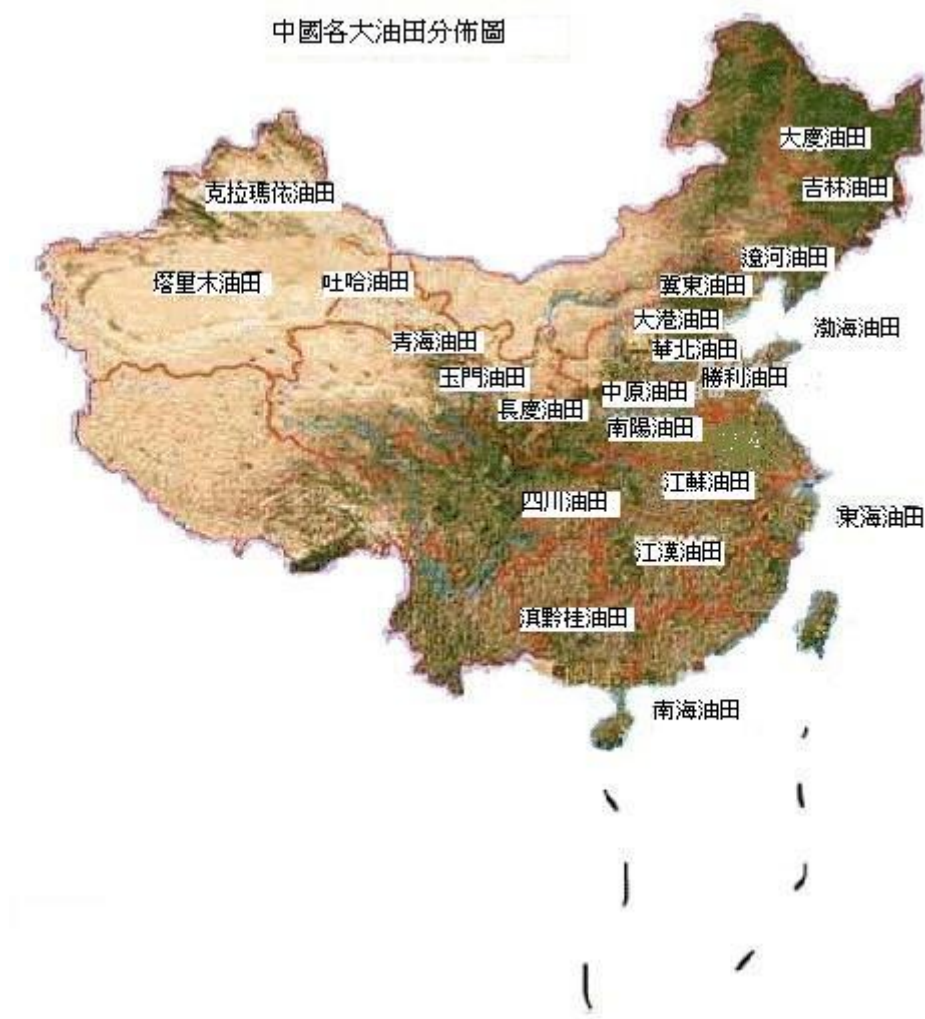 中國各大油田分佈圖
大慶油田
吉林油田
克拉瑪依油田
遼河油田
塔里木油田
吐哈油田
冀東油田
大港油田
渤海油田
青海油田
華北油田
玉門油田
勝利油田
中原油田
長慶油田
南陽油田
江蘇油田
四川油田
東海油田
江漢油田
滇黔桂油田
南海油田